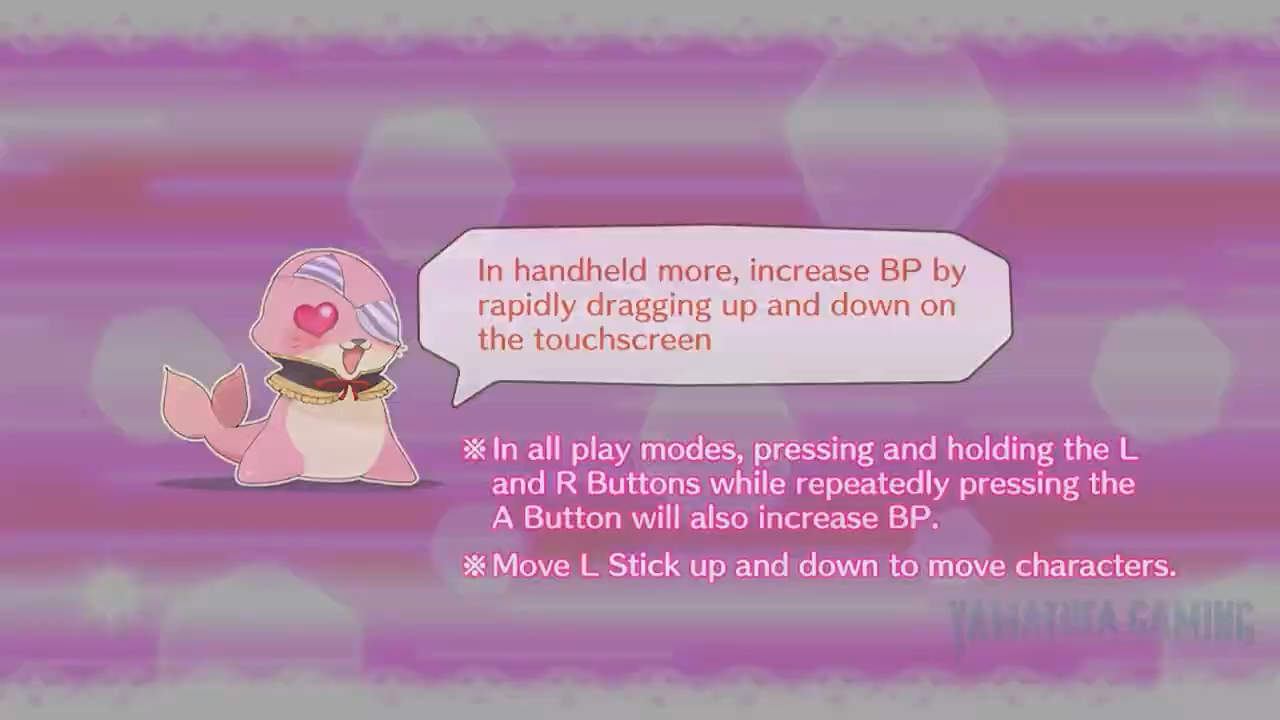 In handheld more, increase BP by
rapidly dragging up and down on
the touchscreen
※In all play modes, pressing and holding the L
and R Buttons while repeatedly pressing the
A Button will also increase BP.
※Move L Stick up and down to move characters.
GAMING